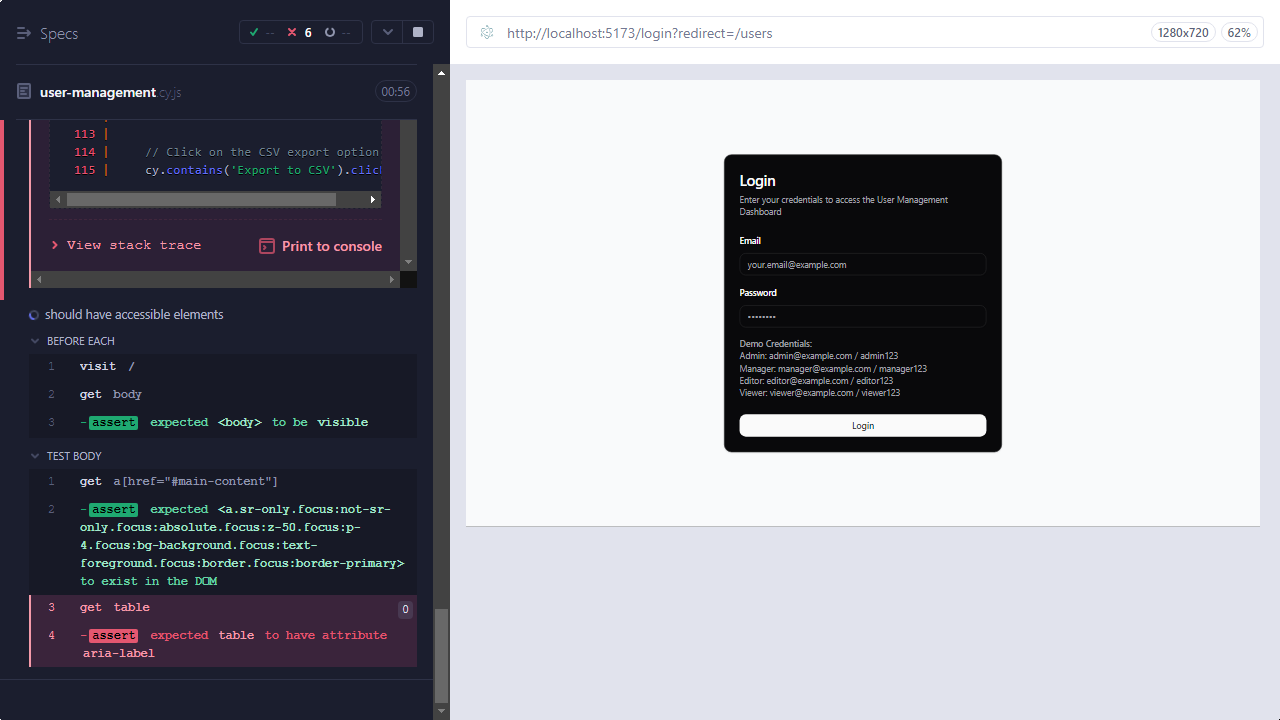 Specs
-- 6 --
user-management.cy.js
00:56
113 |
114 | // Click on the CSV export option
115 | cy.contains('Export to CSV').click
View stack trace
Print to console
should have accessible elements
BEFORE EACH
1 visit /
2 get body
3 -assert expected <body> to be visible
TEST BODY
1 get a[href="#main-content"]
2 -assert expected <a.sr-only.focus:not-sr-
only.focus:absolute.focus:z-50.focus:p-
4.focus:bg-background.focus:text-
foreground.focus:border.focus:border-primary>
to exist in the DOM
3 get table 0
4 -assert expected table to have attribute
aria-label
http://localhost:5173/login?redirect=/users
1280x720
62%
Login
Enter your credentials to access the User Management
Dashboard
Email
your.email@example.com
Password
••••••••
Demo Credentials:
Admin: admin@example.com / admin123
Manager: manager@example.com / manager123
Editor: editor@example.com / editor123
Viewer: viewer@example.com / viewer123
Login